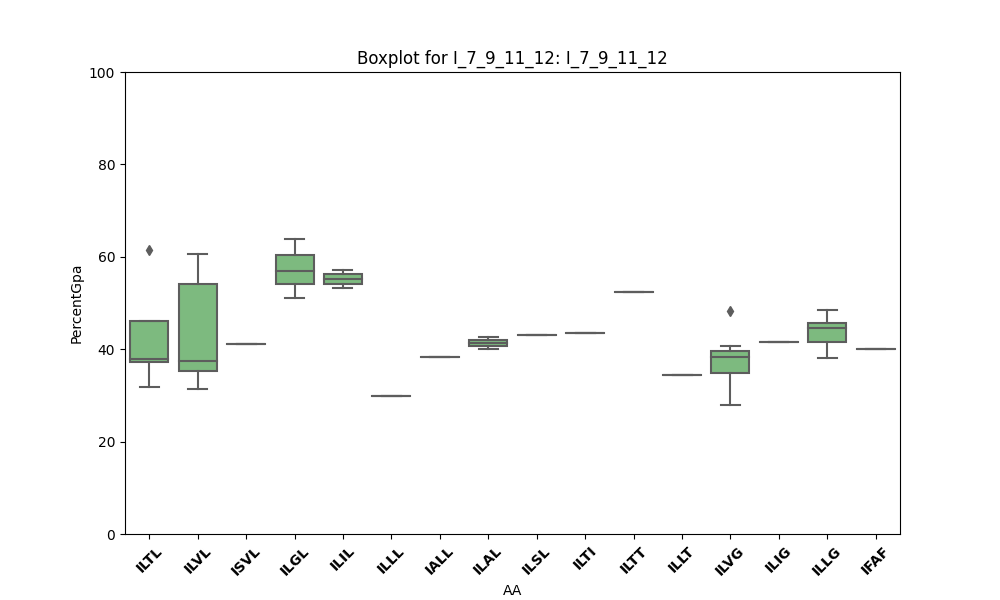 Boxplot for I_7_9_11_12: I_7_9_11_12
PercentGpa
100
80
60
40
20
0
ILTL ILVL ISVL ILGL ILIL ILLL IALL ILAL ILSL ILTI ILTT ILLT ILVG ILIG ILLG IFAF
AA